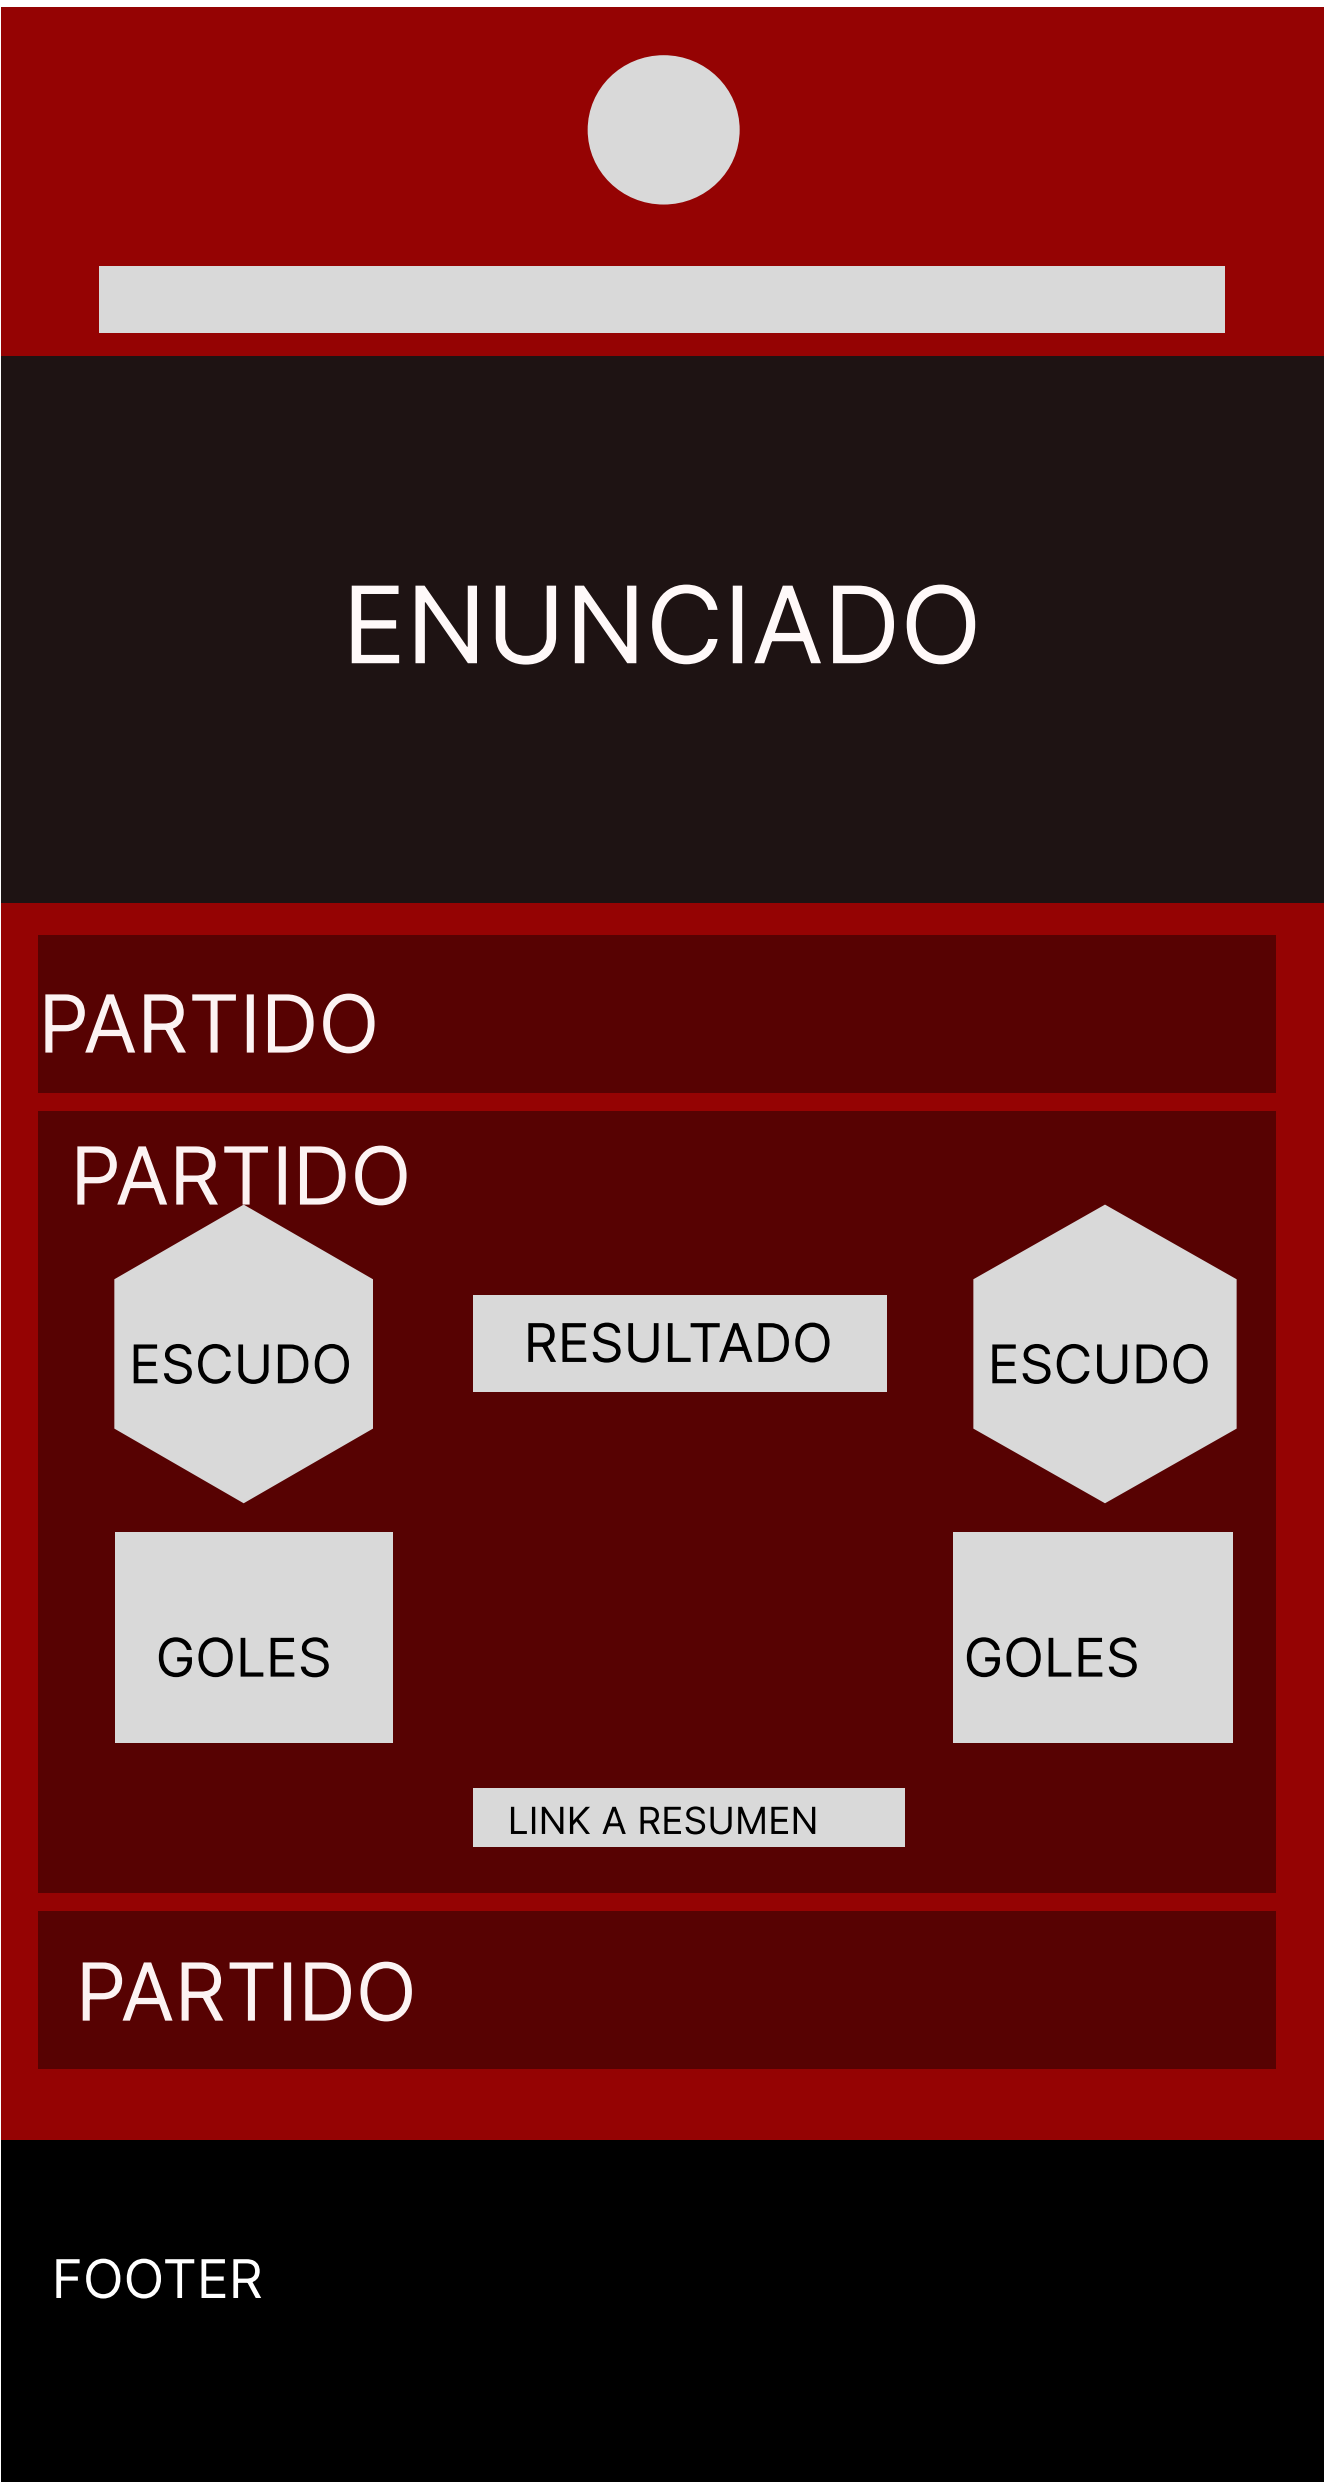 ENUNCIADO
PARTIDO
PARTIDO
ESCUDO
RESULTADO
ESCUDO
GOLES
GOLES
LINK A RESUMEN
PARTIDO
FOOTER